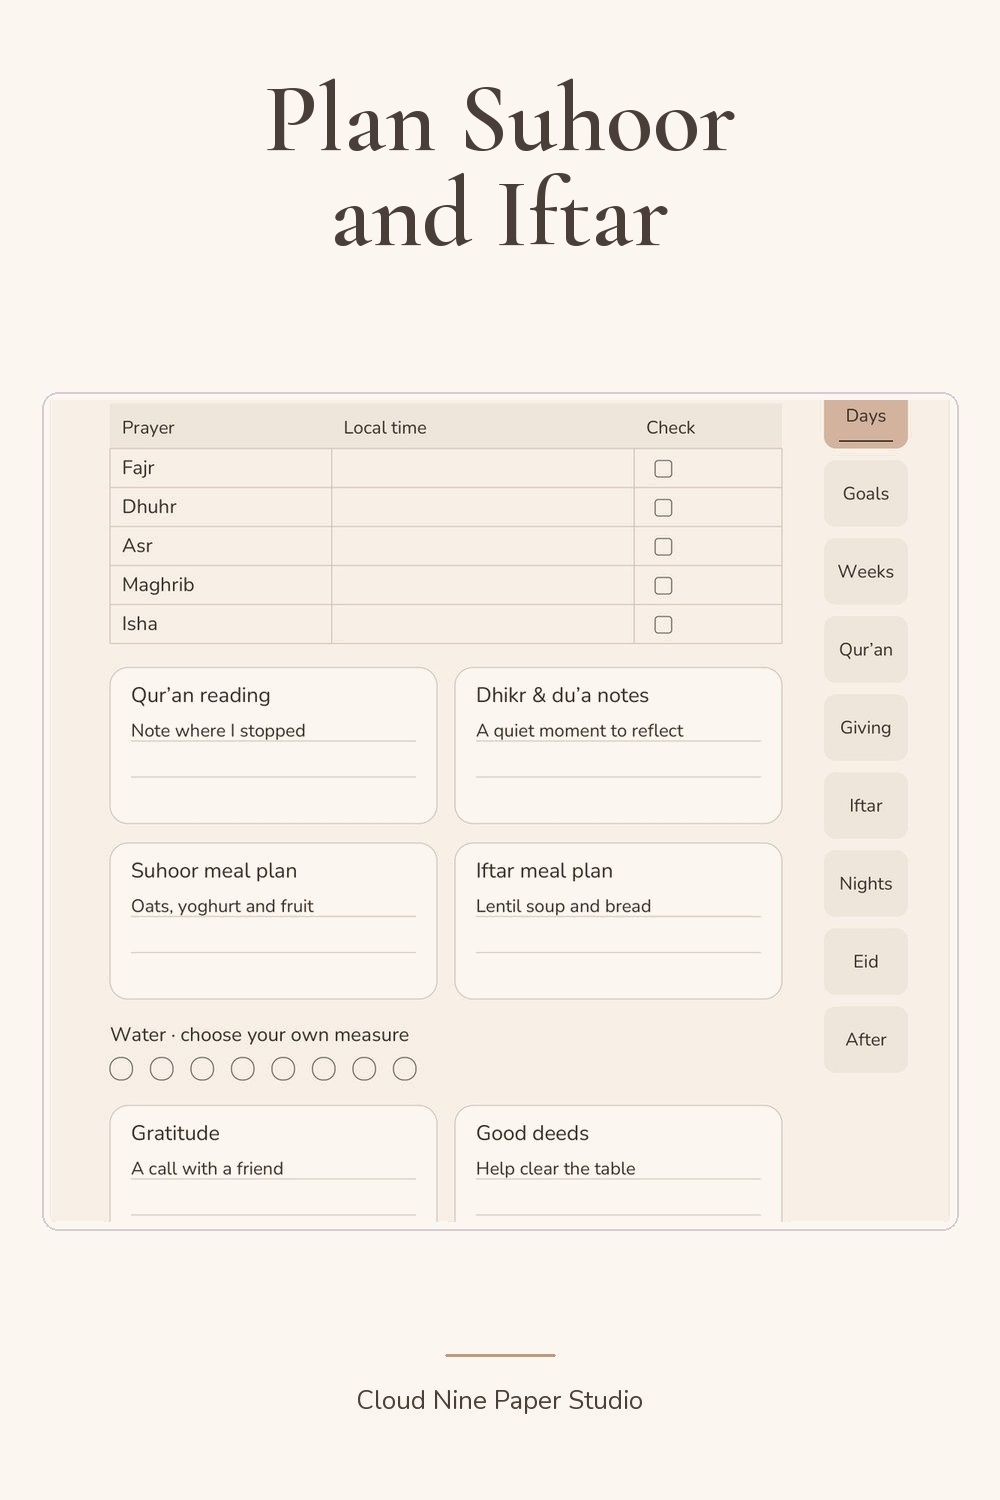 Plan Suhoor
and Iftar
Prayer Local time Check
Fajr
Dhuhr
Asr
Maghrib
Isha
Qur’an reading
Note where I stopped
Dhikr & du’a notes
A quiet moment to reflect
Suhoor meal plan
Oats, yoghurt and fruit
Iftar meal plan
Lentil soup and bread
Water · choose your own measure
Gratitude
A call with a friend
Good deeds
Help clear the table
Days
Goals
Weeks
Qur’an
Giving
Iftar
Nights
Eid
After
Cloud Nine Paper Studio